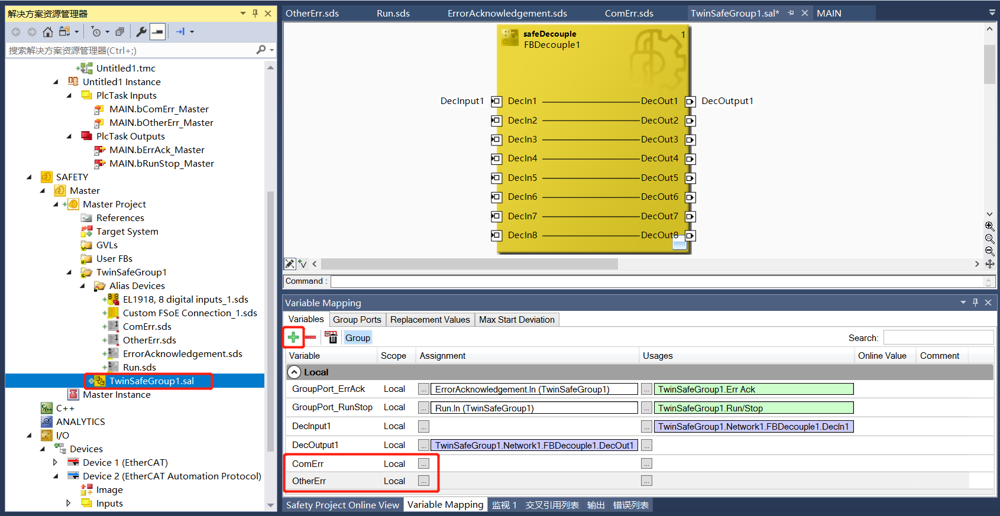 解决方案资源管理器
搜索解决方案资源管理器(Ctrl+;)
Untitled1.tmc
Untitled1 Instance
PlcTask Inputs
MAIN.bComErr_Master
MAIN.bOtherErr_Master
PlcTask Outputs
MAIN.bErrAck_Master
MAIN.bRunStop_Master
SAFETY
Master
Master Project
References
Target System
GVLs
User FBs
TwinSafeGroup1
Alias Devices
EL1918, 8 digital inputs_1.sds
Custom FSoE Connection_1.sds
ComErr.sds
OtherErr.sds
ErrorAcknowledgement.sds
Run.sds
TwinSafeGroup1.sal
Master Instance
C++
ANALYTICS
I/O
Devices
Device 1 (EtherCAT)
Device 2 (EtherCAT Automation Protocol)
Image
Inputs
OtherErr.sds Run.sds ErrorAcknowledgement.sds ComErr.sds TwinSafeGroup1.sal* MAIN
safeDecouple 1
FBDecouple1
DecInput1 DecIn1 DecOut1 DecOutput1
DecIn2 DecOut2
DecIn3 DecOut3
DecIn4 DecOut4
DecIn5 DecOut5
DecIn6 DecOut6
DecIn7 DecOut7
DecIn8 DecOut8
Command :
Variable Mapping
Variables Group Ports Replacement Values Max Start Deviation
Group Search:
Variable Scope Assignment Usages Online Value Comment
Local
GroupPort_ErrAck Local ... ErrorAcknowledgement.In (TwinSafeGroup1) ... TwinSafeGroup1.Err Ack
GroupPort_RunStop Local ... Run.In (TwinSafeGroup1) ... TwinSafeGroup1.Run/Stop
DecInput1 Local ... ... TwinSafeGroup1.Network1.FBDecouple1.DecIn1
DecOutput1 Local ... TwinSafeGroup1.Network1.FBDecouple1.DecOut1 ...
ComErr Local ... ...
OtherErr Local ... ...
Safety Project Online View Variable Mapping 监视 1 交叉引用列表 输出 错误列表